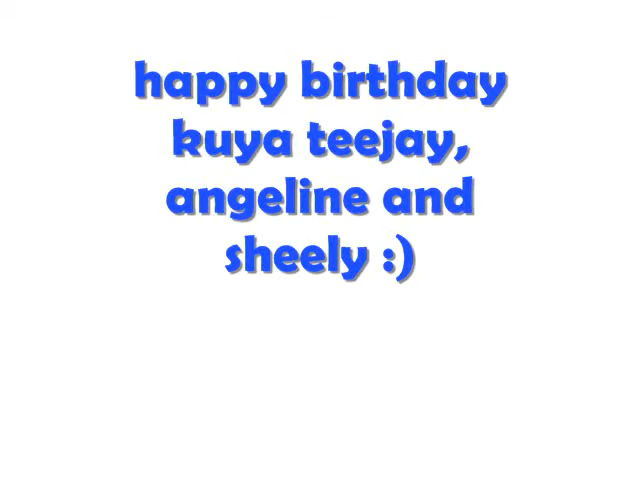 happy birthday
kuya teejay,
angeline and
sheely :)